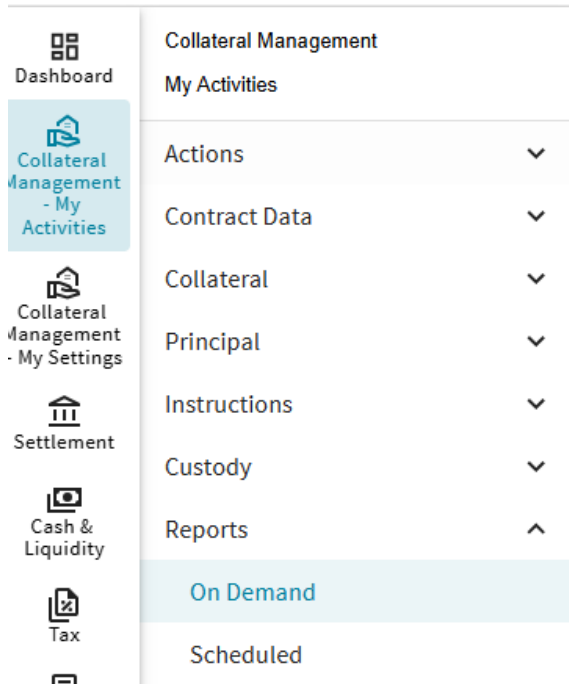 Dashboard
Collateral
Management
- My
Activities
Collateral
Management
- My Settings
Settlement
Cash &
Liquidity
Tax
Collateral Management
My Activities
Actions
Contract Data
Collateral
Principal
Instructions
Custody
Reports
On Demand
Scheduled